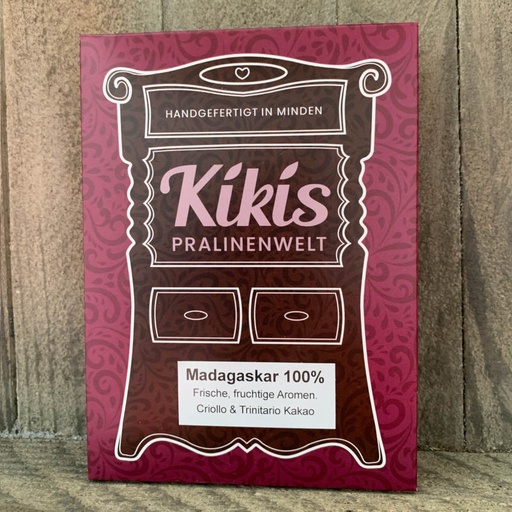 HANDGEFERTIGT IN MINDEN
Kikis
PRALINENWELT
Madagaskar 100%
Frische, fruchtige Aromen.
Criollo & Trinitario Kakao